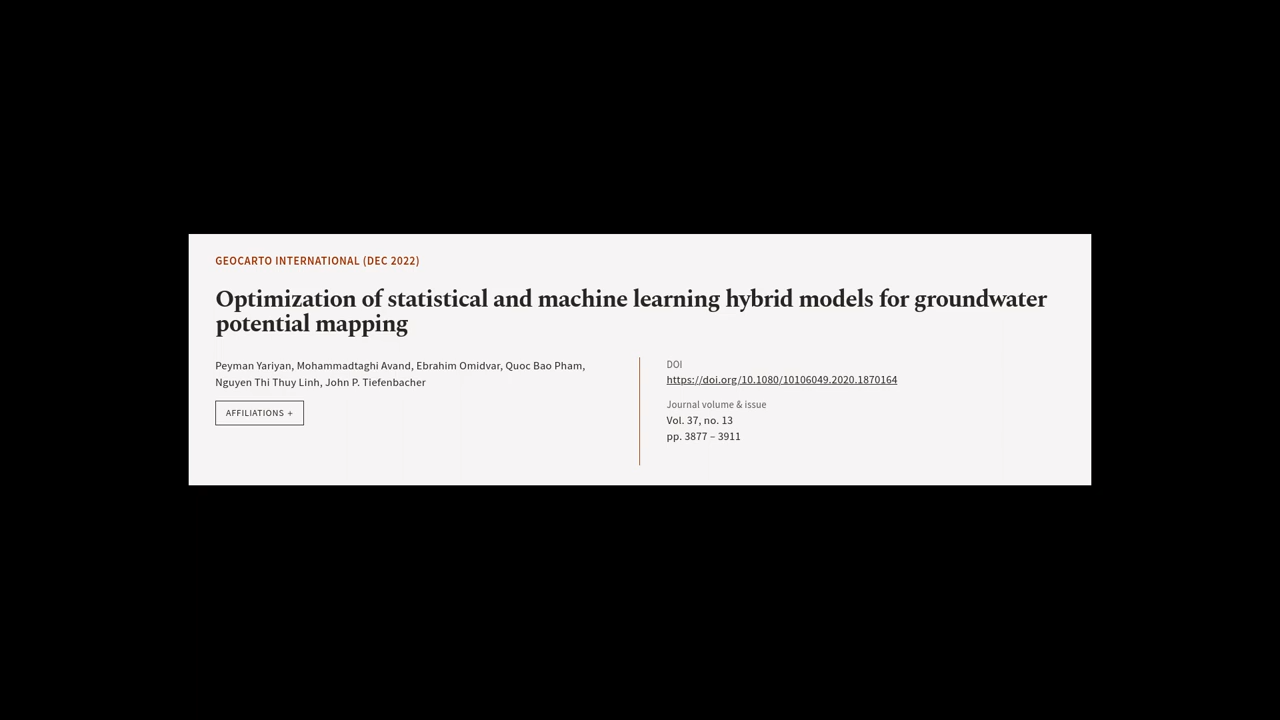 GEOCARTO INTERNATIONAL (DEC 2022)
Optimization of statistical and machine learning hybrid models for groundwater
potential mapping
Peyman Yariyan, Mohammadtaghi Avand, Ebrahim Omidvar, Quoc Bao Pham,
Nguyen Thi Thuy Linh, John P. Tiefenbacher
AFFILIATIONS +
DOI
https://doi.org/10.1080/10106049.2020.1870164
Journal volume & issue
Vol. 37, no. 13
pp. 3877 – 3911